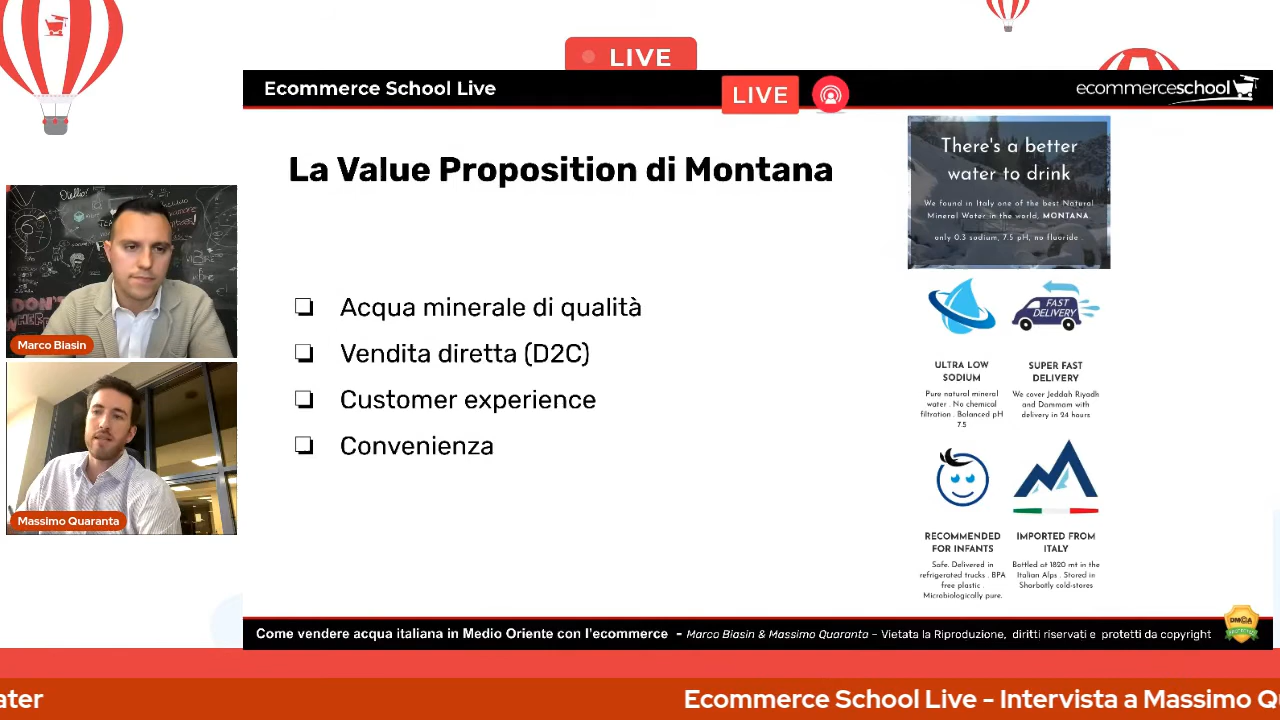 LIVE
Ecommerce School Live
LIVE
ecommerceschool
La Value Proposition di Montana
Acqua minerale di qualità
Vendita diretta (D2C)
Customer experience
Convenienza
There's a better
water to drink
We found in Italy one of the best Natural
Mineral Water in the world, MONTANA
only 0.3 sodium, 7.5 pH, no fluoride .
FAST
DELIVERY
ULTRA LOW
SODIUM
Pure natural mineral
water . No chemical
filtration . Balanced pH
7.5
SUPER FAST
DELIVERY
We cover Jeddah Riyadh
and Dammam with
delivery in 24 hours
RECOMMENDED
FOR INFANTS
Safe. Delivered in
refrigerated trucks . BPA
free plastic .
Microbiologically pure.
IMPORTED FROM
ITALY
Bottled at 1820 mt in the
Italian Alps . Stored in
Sharbatly cold-stores
Hello!
DON'S
Marco Biasin
Massimo Quaranta
Come vendere acqua italiana in Medio Oriente con l'ecommerce - Marco Biasin & Massimo Quaranta – Vietata la Riproduzione, diritti riservati e protetti da copyright
DMCA
ater
Ecommerce School Live - Intervista a Massimo Qu